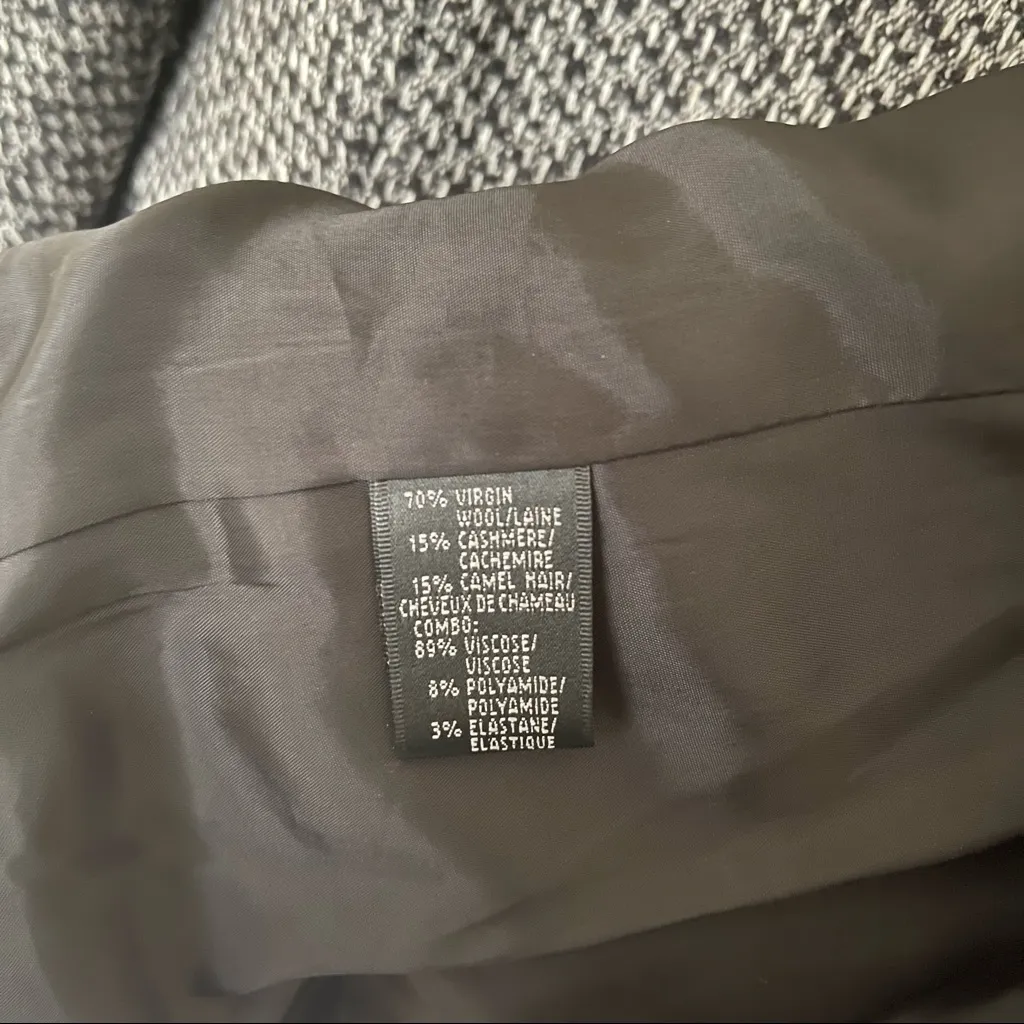 70% VIRGIN
WOOL/LAINE
15% CASHMERE/
CACHEMIRE
15% CAMEL HAIR/
CHEVEUX DE CHAMEAU
COMBO:
89% VISCOSE/
VISCOSE
8% POLYAMIDE/
POLYAMIDE
3% ELASTANE/
ELASTIQUE